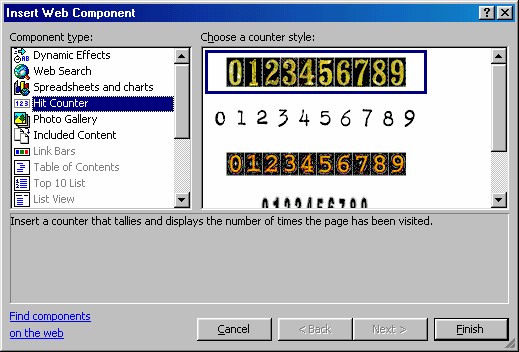 Insert Web Component
Component type:
Dynamic Effects
Web Search
Spreadsheets and charts
Hit Counter
Photo Gallery
Included Content
Link Bars
Table of Contents
Top 10 List
List View
Choose a counter style:
0123456789
0 1 2 3 4 5 6 7 8 9
0123456789
0123456789
Insert a counter that tallies and displays the number of times the page has been visited.
Find components
on the web
Cancel
< Back
Next >
Finish